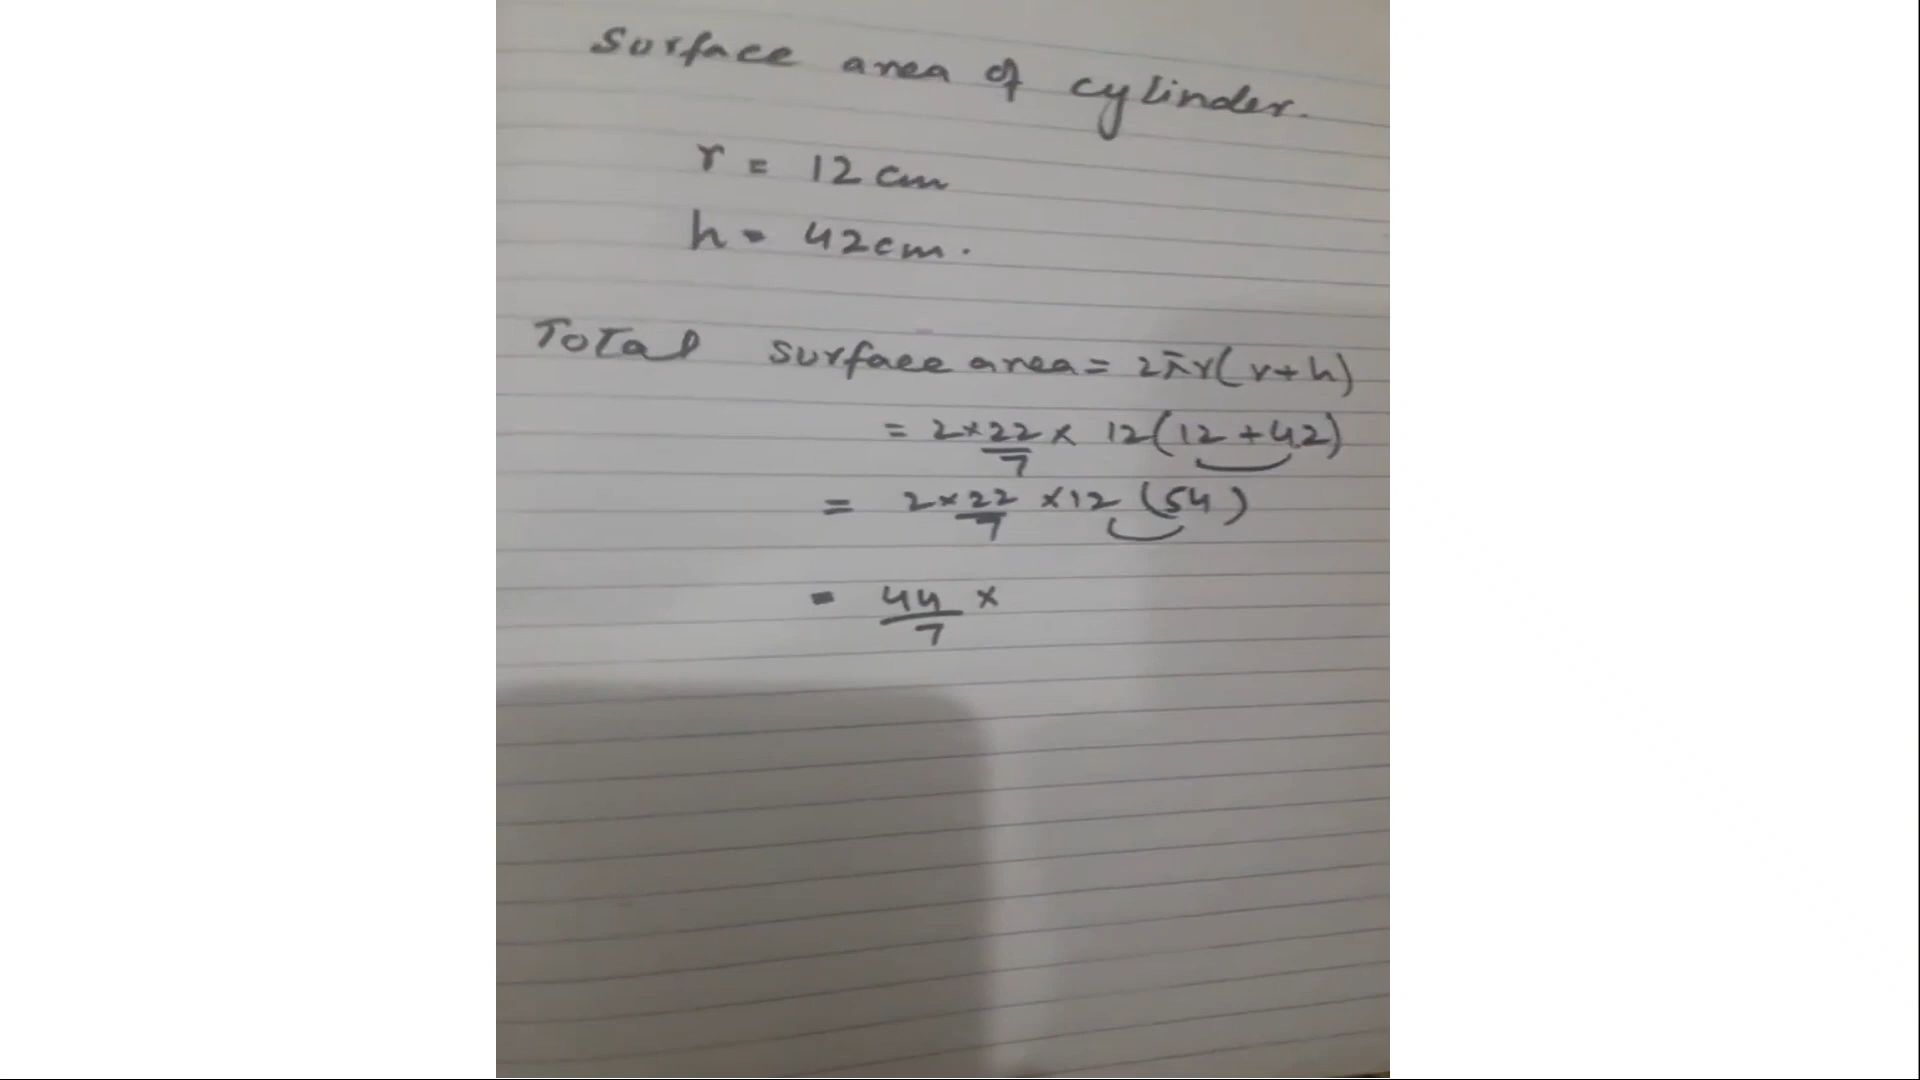 Surface area of cylinder.
r = 12 cm
h = 42cm.
Total surface area = 2πr(r+h)
= 2×22/7 × 12(12+42)
= 2×22/7 ×12 (54)
= 44/7 ×